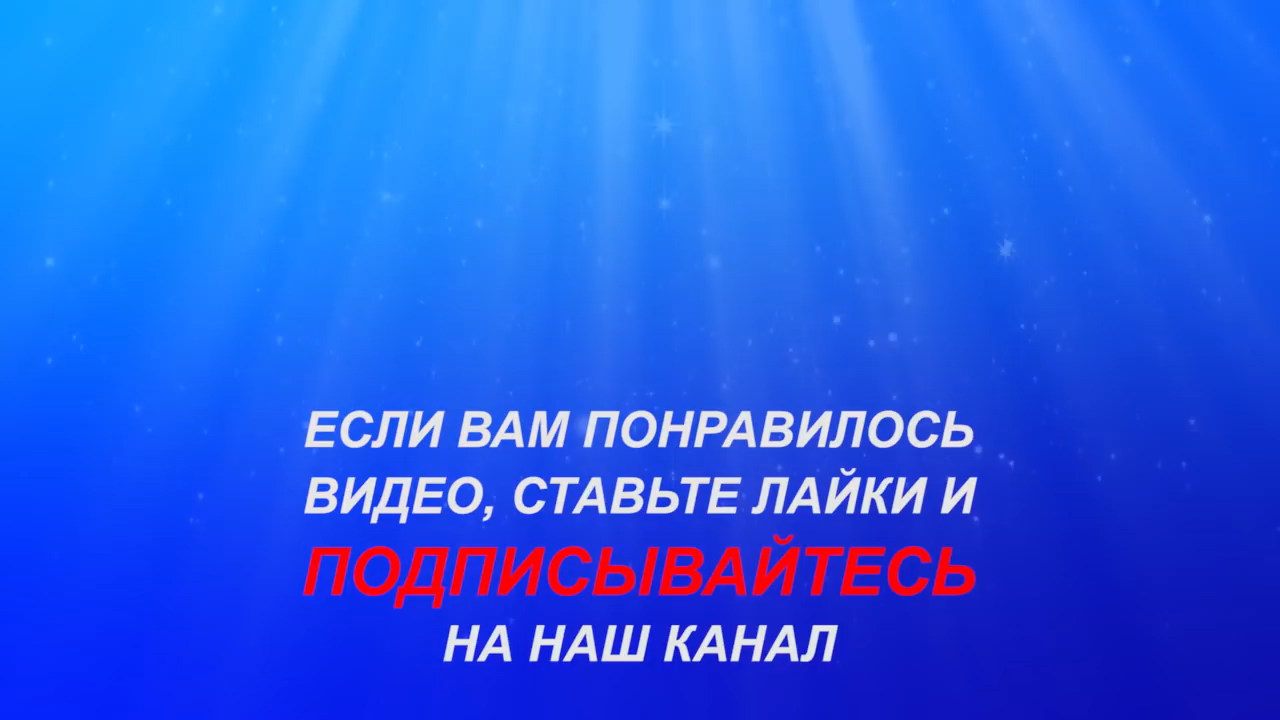 ЕСЛИ ВАМ ПОНРАВИЛОСЬ
ВИДЕО, СТАВЬТЕ ЛАЙКИ И
ПОДПИСЫВАЙТЕСЬ
НА НАШ КАНАЛ